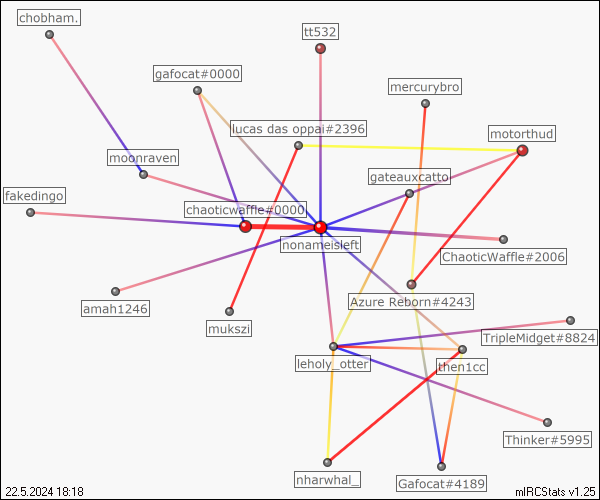 chobham.
tt532
gafocat#0000
mercurybro
lucas das oppai#2396
motorthud
moonraven
gateauxcatto
fakedingo
chaoticwaffle#0000
nonameisleft
ChaoticWaffle#2006
amah1246
Azure Reborn#4243
mukszi
TripleMidget#8824
leholy_otter
then1cc
Thinker#5995
nharwhal_
Gafocat#4189
22.5.2024 18:18
mIRCStats v1.25